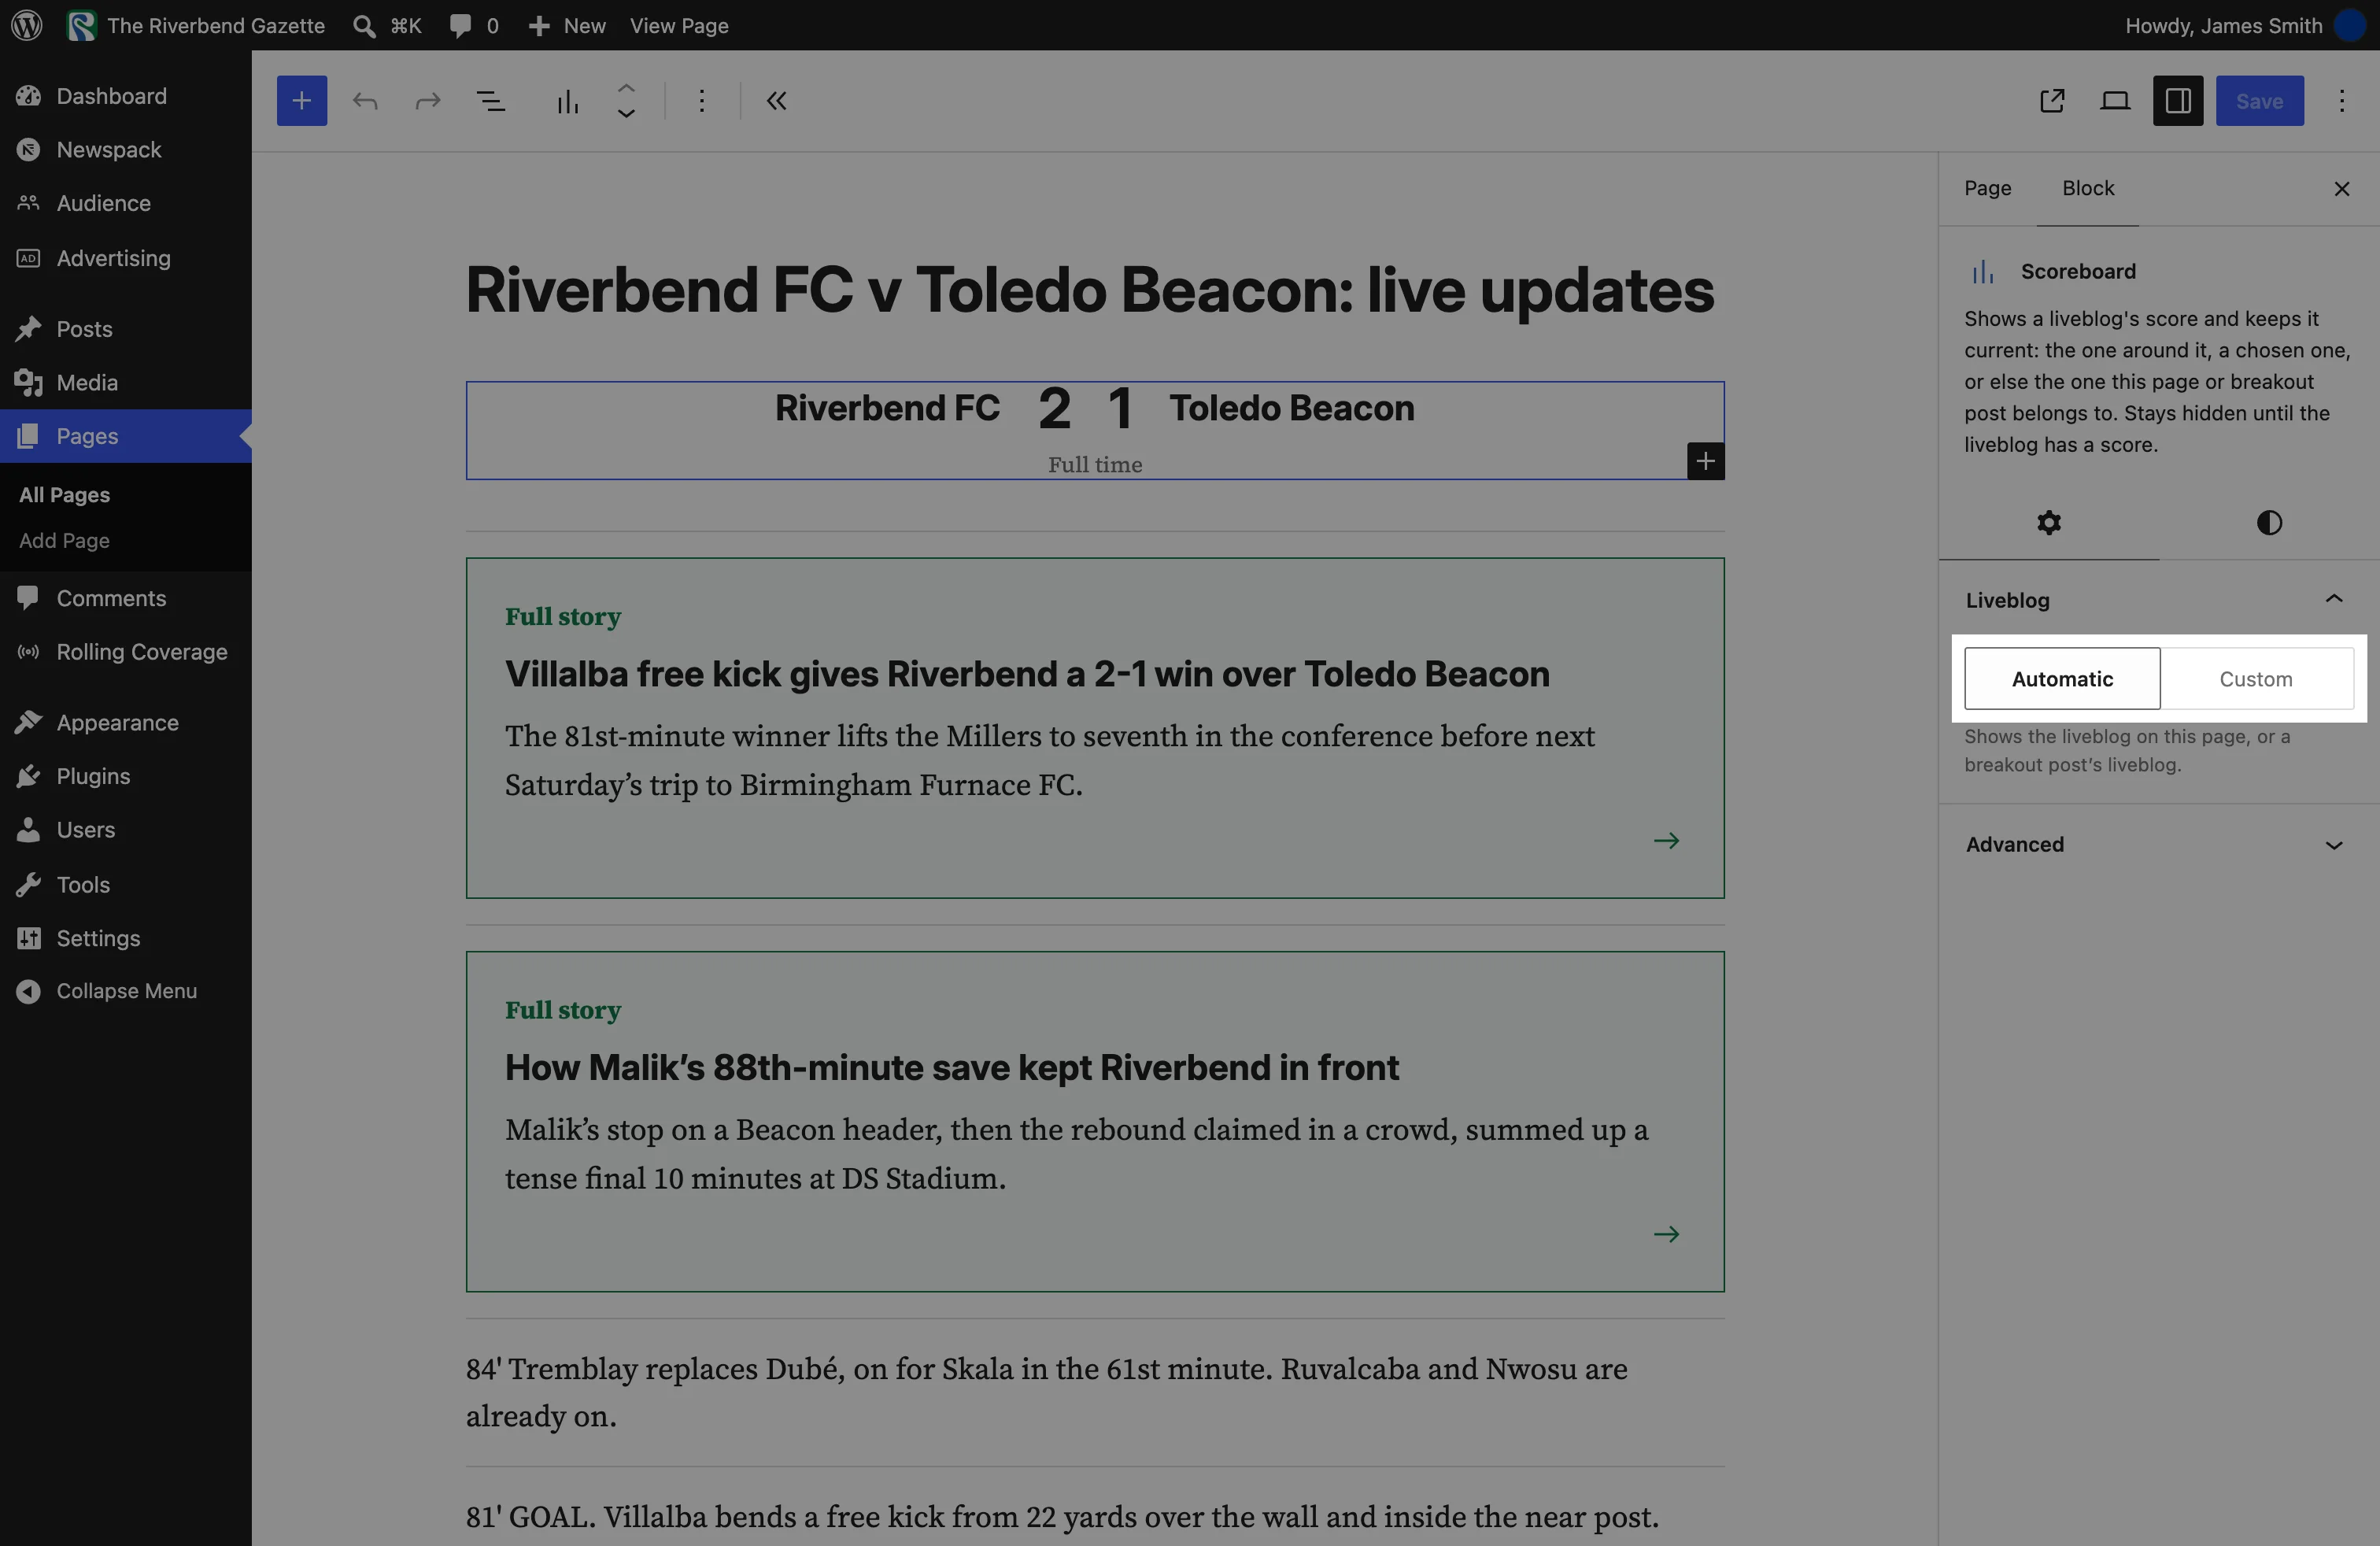 The Riverbend Gazette
⌘K
0
New
View Page
Howdy, James Smith
Dashboard
Newspack
Audience
AD
Advertising
Posts
Media
Pages
All Pages
Add Page
Comments
Rolling Coverage
Appearance
Plugins
Users
Tools
Settings
Collapse Menu
Save
Riverbend FC v Toledo Beacon: live updates
Riverbend FC 2 1 Toledo Beacon
Full time
Full story
Villalba free kick gives Riverbend a 2-1 win over Toledo Beacon
The 81st-minute winner lifts the Millers to seventh in the conference before next
Saturday’s trip to Birmingham Furnace FC.
Full story
How Malik’s 88th-minute save kept Riverbend in front
Malik’s stop on a Beacon header, then the rebound claimed in a crowd, summed up a
tense final 10 minutes at DS Stadium.
84' Tremblay replaces Dubé, on for Skala in the 61st minute. Ruvalcaba and Nwosu are
already on.
81' GOAL. Villalba bends a free kick from 22 yards over the wall and inside the near post.
Page
Block
Scoreboard
Shows a liveblog's score and keeps it
current: the one around it, a chosen one,
or else the one this page or breakout
post belongs to. Stays hidden until the
liveblog has a score.
Liveblog
Automatic
Custom
Shows the liveblog on this page, or a
breakout post’s liveblog.
Advanced